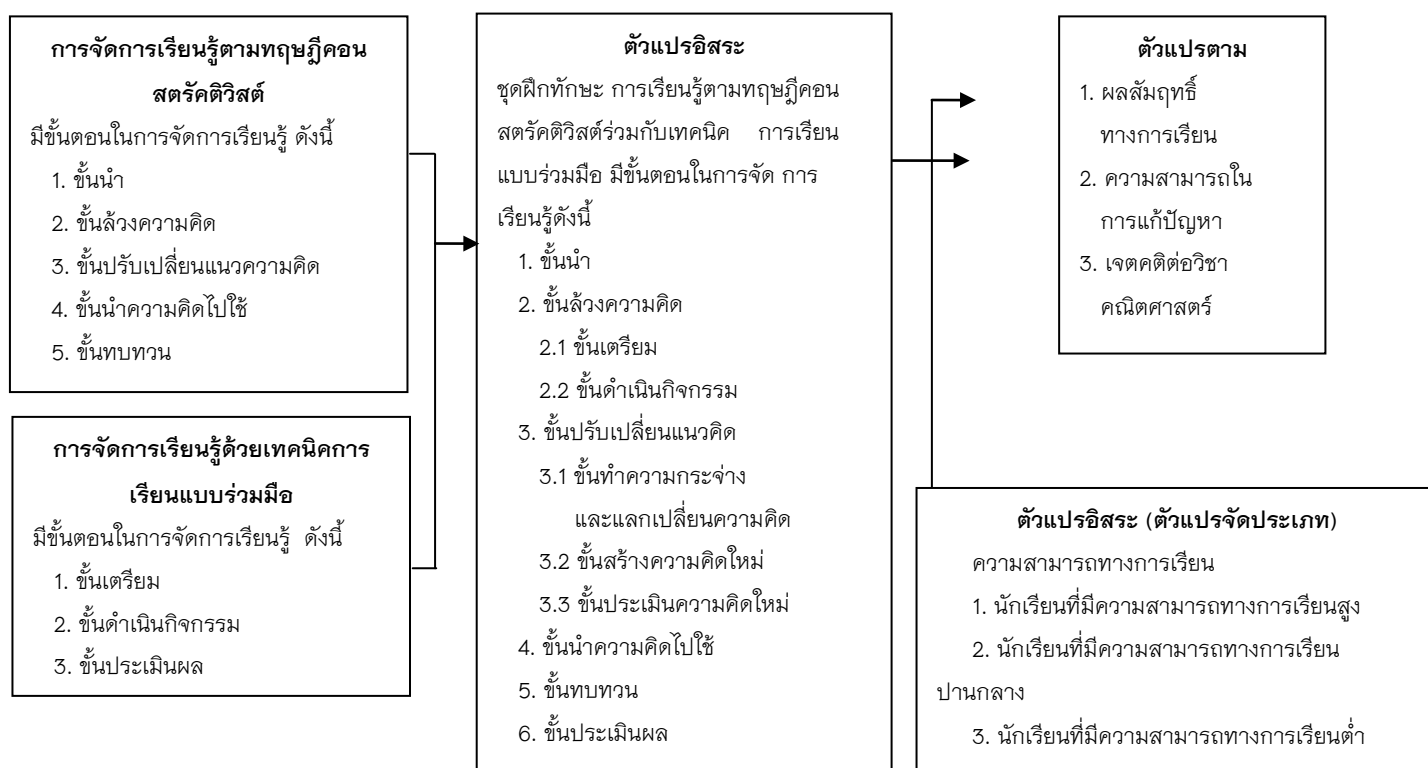 การจัดการเรียนรู้ตามทฤษฎีคอน
สตรัคติวิสต์
มีขั้นตอนในการจัดการเรียนรู้ ดังนี้
1. ขั้นนำ
2. ขั้นล้วงความคิด
3. ขั้นปรับเปลี่ยนแนวความคิด
4. ขั้นนำความคิดไปใช้
5. ขั้นทบทวน
การจัดการเรียนรู้ด้วยเทคนิคการ
เรียนแบบร่วมมือ
มีขั้นตอนในการจัดการเรียนรู้ ดังนี้
1. ขั้นเตรียม
2. ขั้นดำเนินกิจกรรม
3. ขั้นประเมินผล
ตัวแปรอิสระ
ชุดฝึกทักษะ การเรียนรู้ตามทฤษฎีคอน
สตรัคติวิสต์ร่วมกับเทคนิค การเรียน
แบบร่วมมือ มีขั้นตอนในการจัด การ
เรียนรู้ดังนี้
1. ขั้นนำ
2. ขั้นล้วงความคิด
2.1 ขั้นเตรียม
2.2 ขั้นดำเนินกิจกรรม
3. ขั้นปรับเปลี่ยนแนวคิด
3.1 ขั้นทำความกระจ่าง
และแลกเปลี่ยนความคิด
3.2 ขั้นสร้างความคิดใหม่
3.3 ขั้นประเมินความคิดใหม่
4. ขั้นนำความคิดไปใช้
5. ขั้นทบทวน
6. ขั้นประเมินผล
ตัวแปรตาม
1. ผลสัมฤทธิ์
ทางการเรียน
2. ความสามารถใน
การแก้ปัญหา
3. เจตคติต่อวิชา
คณิตศาสตร์
ตัวแปรอิสระ (ตัวแปรจัดประเภท)
ความสามารถทางการเรียน
1. นักเรียนที่มีความสามารถทางการเรียนสูง
2. นักเรียนที่มีความสามารถทางการเรียน
ปานกลาง
3. นักเรียนที่มีความสามารถทางการเรียนต่ำ